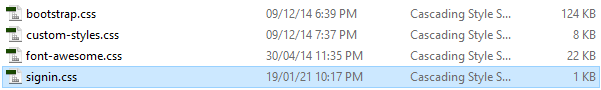 bootstrap.css 09/12/14 6:39 PM Cascading Style S... 124 KB
custom-styles.css 09/12/14 7:37 PM Cascading Style S... 8 KB
font-awesome.css 30/04/14 11:35 PM Cascading Style S... 22 KB
signin.css 19/01/21 10:17 PM Cascading Style S... 1 KB